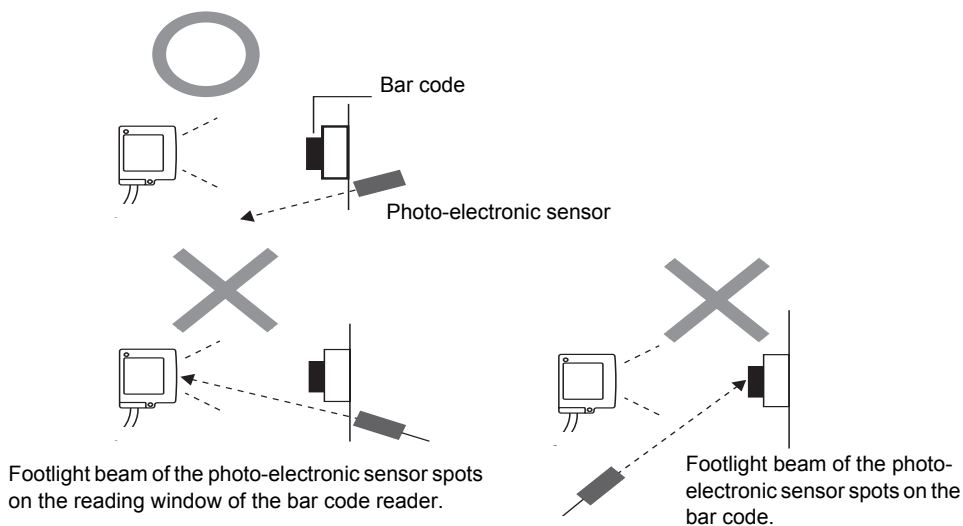 Bar code
Photo-electronic sensor
Footlight beam of the photo-electronic sensor spots
on the reading window of the bar code reader.
Footlight beam of the photo-
electronic sensor spots on the
bar code.